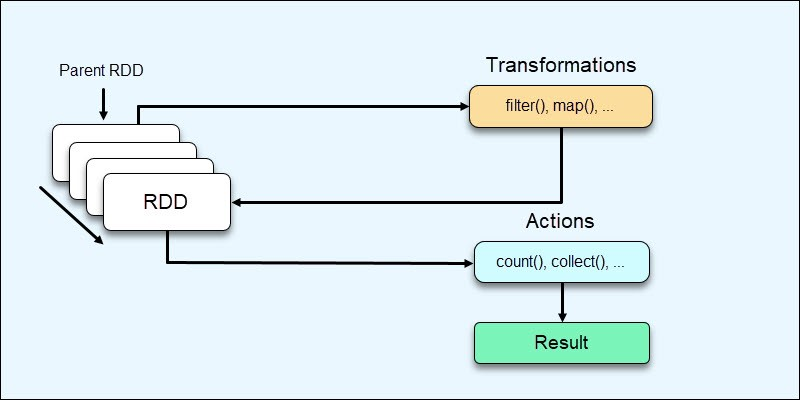 Parent RDD
Transformations
filter(), map(), ...
RDD
Actions
count(), collect(), ...
Result